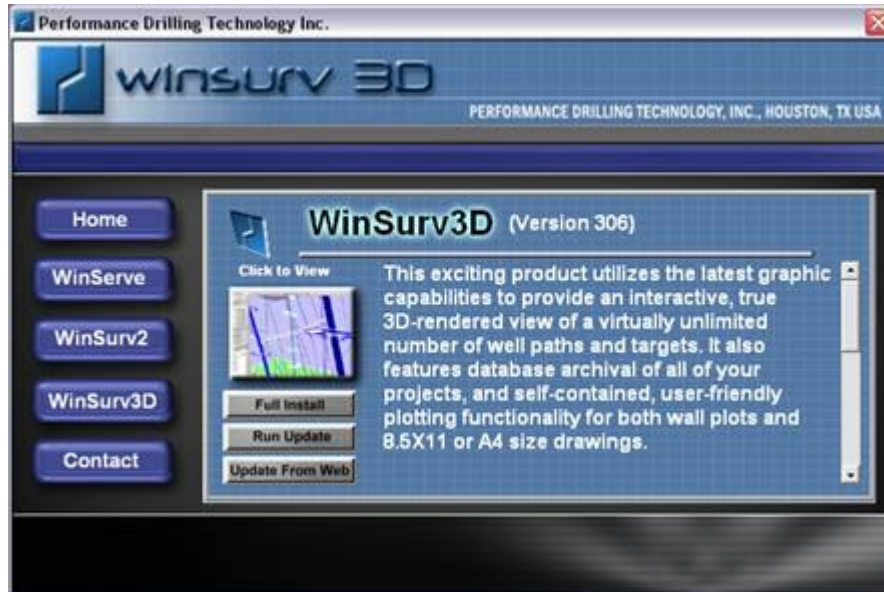 Performance Drilling Technology Inc.
winsurv 3D
PERFORMANCE DRILLING TECHNOLOGY, INC., HOUSTON, TX USA
Home
WinServe
WinSurv2
WinSurv3D
Contact
WinSurv3D (Version 306)
Click to View
Full Install
Run Update
Update From Web
This exciting product utilizes the latest graphic
capabilities to provide an interactive, true
3D-rendered view of a virtually unlimited
number of well paths and targets. It also
features database archival of all of your
projects, and self-contained, user-friendly
plotting functionality for both wall plots and
8.5X11 or A4 size drawings.